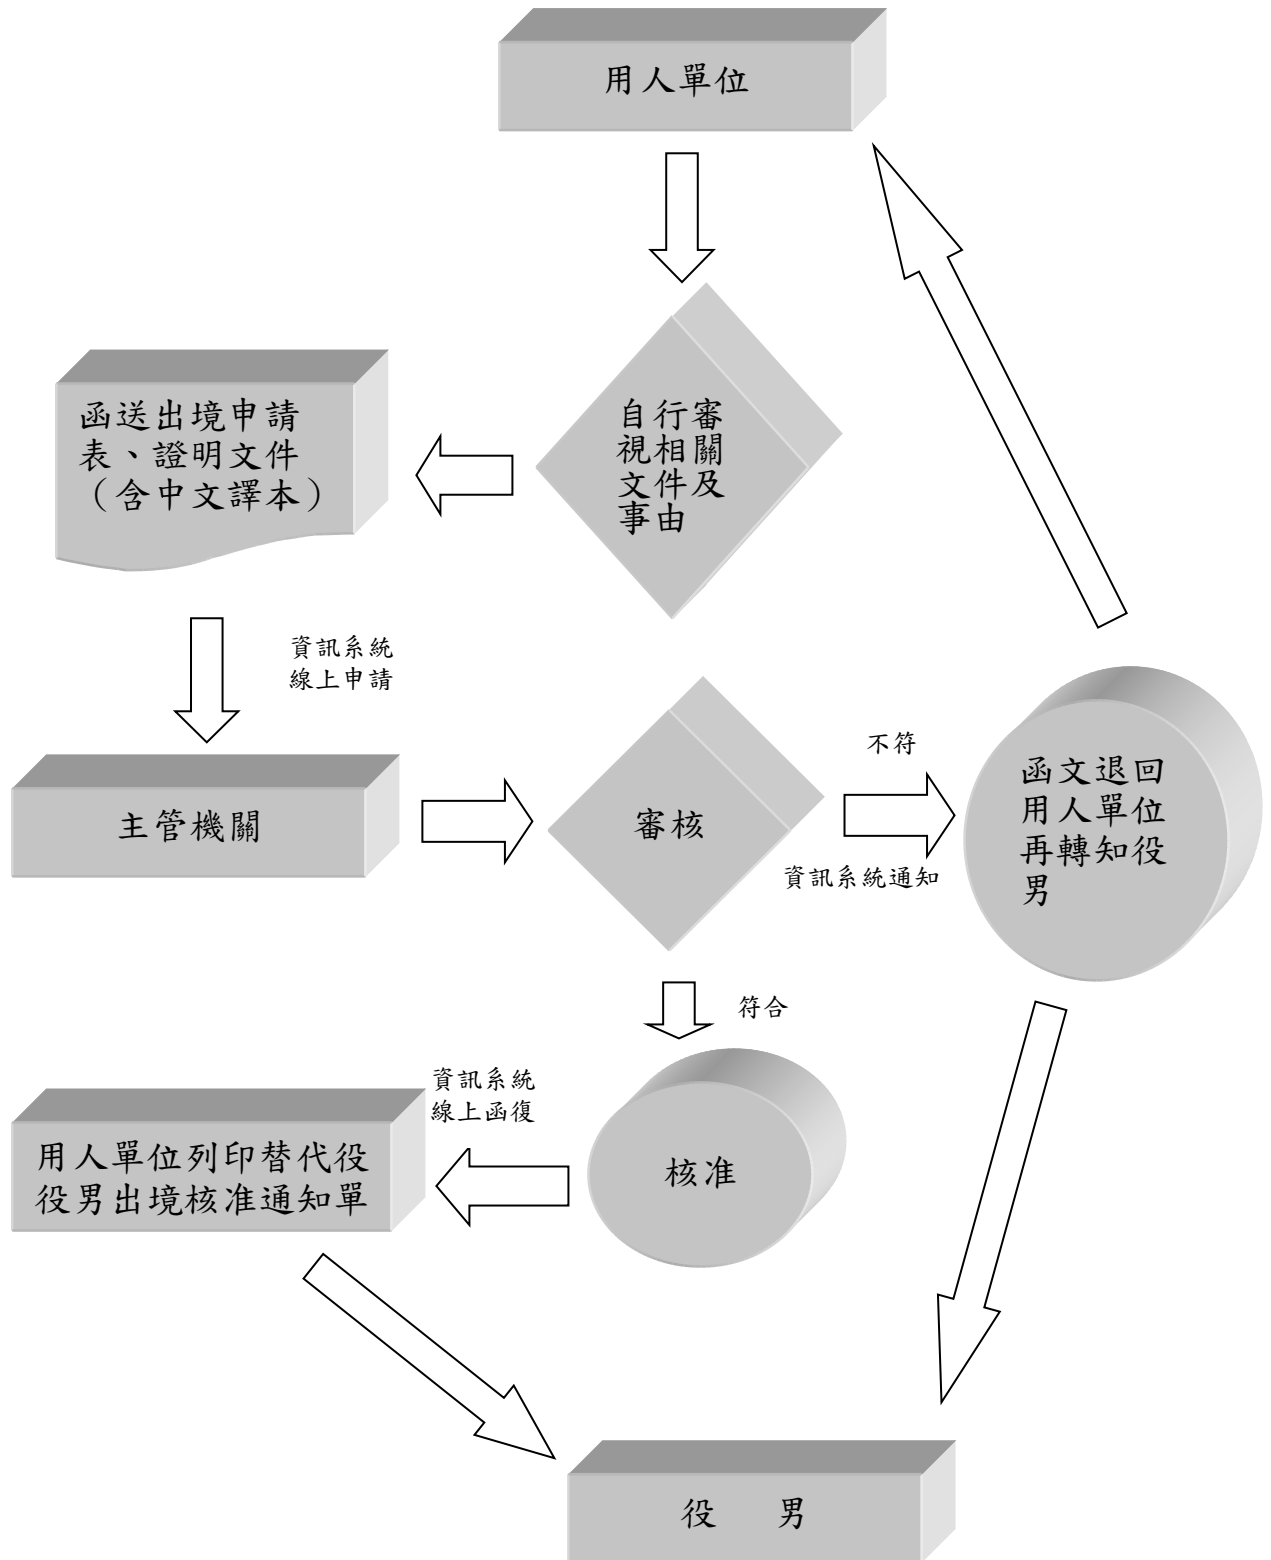 用人單位
自行審
視相關
文件及
事由
函送出境申請
表、證明文件
（含中文譯本）
資訊系統
線上申請
主管機關
審核
不符
資訊系統通知
函文退回
用人單位
再轉知役
男
符合
核准
資訊系統
線上函復
用人單位列印替代役
役男出境核准通知單
役　男